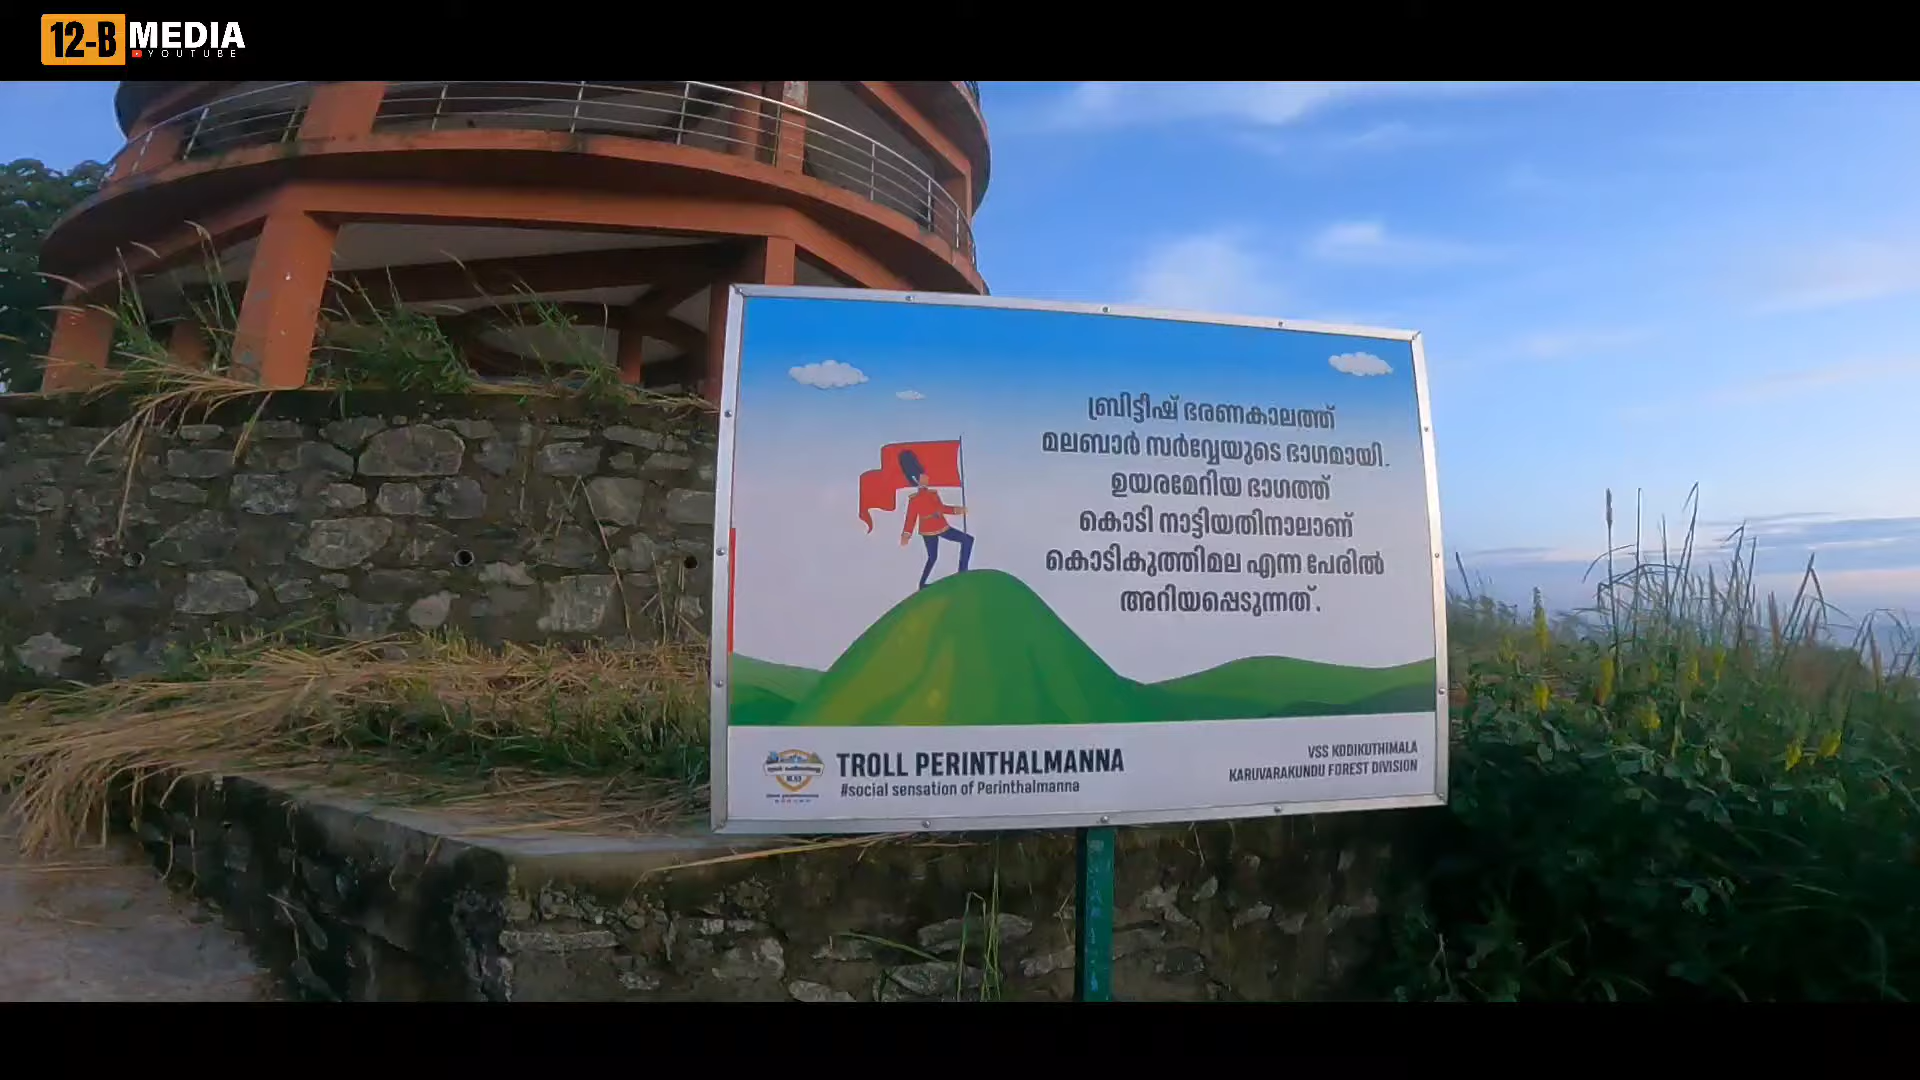 12-B MEDIA
YOUTUBE
ബ്രിട്ടീഷ് ഭരണകാലത്ത്
മലബാർ സർവ്വേയുടെ ഭാഗമായി.
ഉയരമേറിയ ഭാഗത്ത്
കൊടി നാട്ടിയതിനാലാണ്
കൊടികുത്തിമല എന്ന പേരിൽ
അറിയപ്പെടുന്നത്.
TROLL PERINTHALMANNA
#social sensation of Perinthalmanna
VSS KODIKUTHIMALA
KARUVARAKUNDU FOREST DIVISION